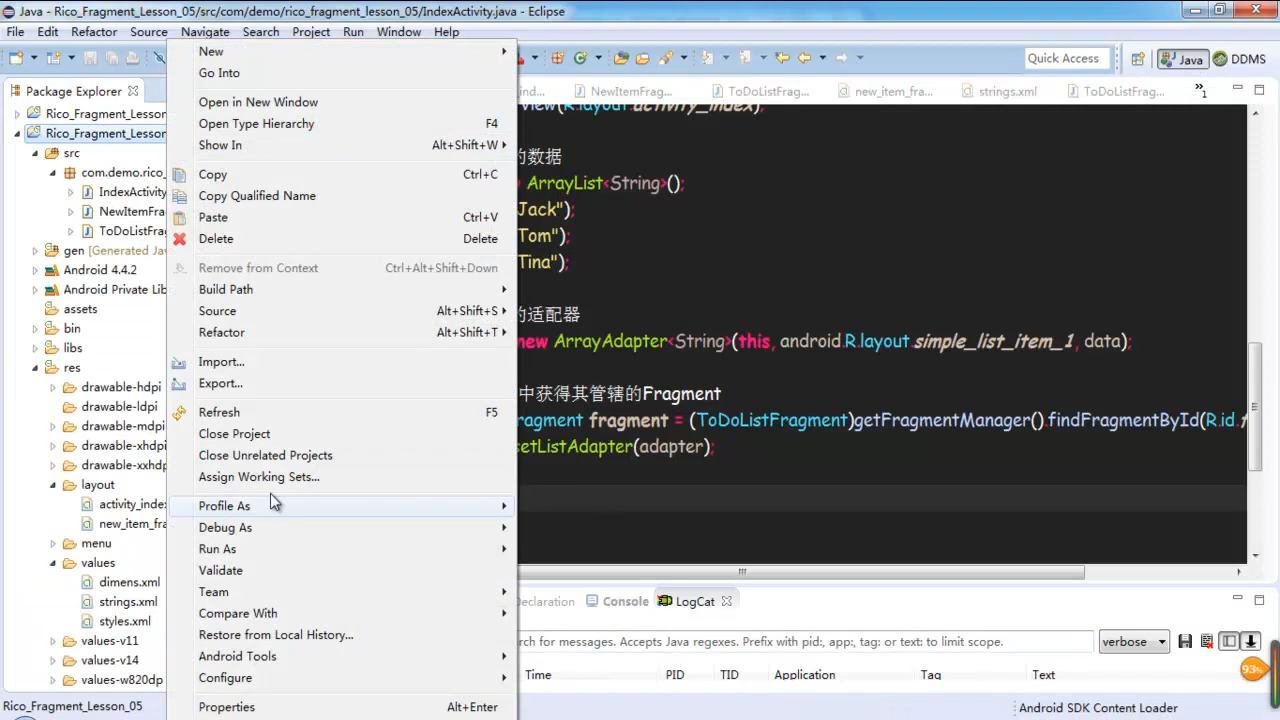 Java - Rico_Fragment_Lesson_05/src/com/demo/rico_fragment_lesson_05/IndexActivity.java - Eclipse
File Edit Refactor Source Navigate Search Project Run Window Help
Quick Access Java DDMS
Package Explorer
ind... NewItemFrag... ToDoListFrag... new_item_fra... strings.xml ToDoListFrag... 1
Rico_Fragment_Lesson
Rico_Fragment_Lesson
src
com.demo.rico_
IndexActivity
NewItemFra
ToDoListFra
gen [Generated Jav
Android 4.4.2
Android Private Lib
assets
bin
libs
res
drawable-hdpi
drawable-ldpi
drawable-mdpi
drawable-xhdpi
drawable-xxhdp
layout
activity_index
new_item_fra
menu
values
dimens.xml
strings.xml
styles.xml
values-v11
values-v14
values-w820dp
Rico_Fragment_Lesson_05
New
Go Into
Open in New Window
Open Type Hierarchy F4
Show In Alt+Shift+W
Copy Ctrl+C
Copy Qualified Name
Paste Ctrl+V
Delete Delete
Remove from Context Ctrl+Alt+Shift+Down
Build Path
Source Alt+Shift+S
Refactor Alt+Shift+T
Import...
Export...
Refresh F5
Close Project
Close Unrelated Projects
Assign Working Sets...
Profile As
Debug As
Run As
Validate
Team
Compare With
Restore from Local History...
Android Tools
Configure
Properties Alt+Enter
view(R.layout.activity_index);
的数据
ArrayList<String>();
Jack");
Tom");
Tina");
的适配器
new ArrayAdapter<String>(this, android.R.layout.simple_list_item_1, data);
中获得其管辖的Fragment
ragment fragment = (ToDoListFragment)getFragmentManager().findFragmentById(R.id.f
setListAdapter(adapter);
Declaration Console LogCat
rch for messages. Accepts Java regexes. Prefix with pid:, app:, tag: or text: to limit scope. verbose
Time PID TID Application Tag Text
93%
Android SDK Content Loader